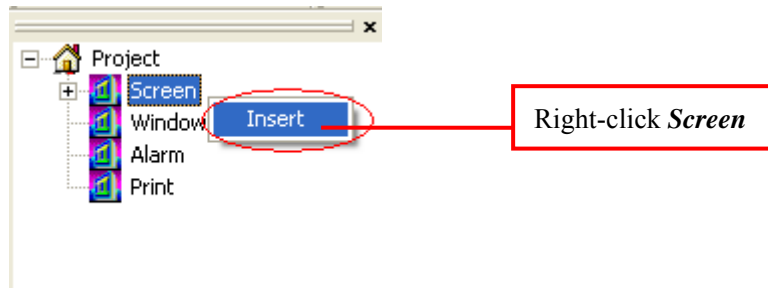 Project
Screen
Window
Insert
Alarm
Print
Right-click Screen